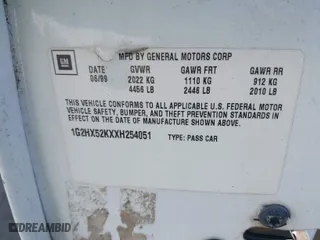 GM
MFD BY GENERAL MOTORS CORP
DATE GVWR GAWR FRT GAWR RR
06/99 2022 KG 1110 KG 912 KG
4456 LB 2446 LB 2010 LB
THIS VEHICLE CONFORMS TO ALL APPLICABLE U.S. FEDERAL MOTOR
VEHICLE SAFETY, BUMPER, AND THEFT PREVENTION STANDARDS IN
EFFECT ON THE DATE OF MANUFACTURE SHOWN ABOVE.
1G2HX52KXXH254051 TYPE: PASS CAR
DREAMBID